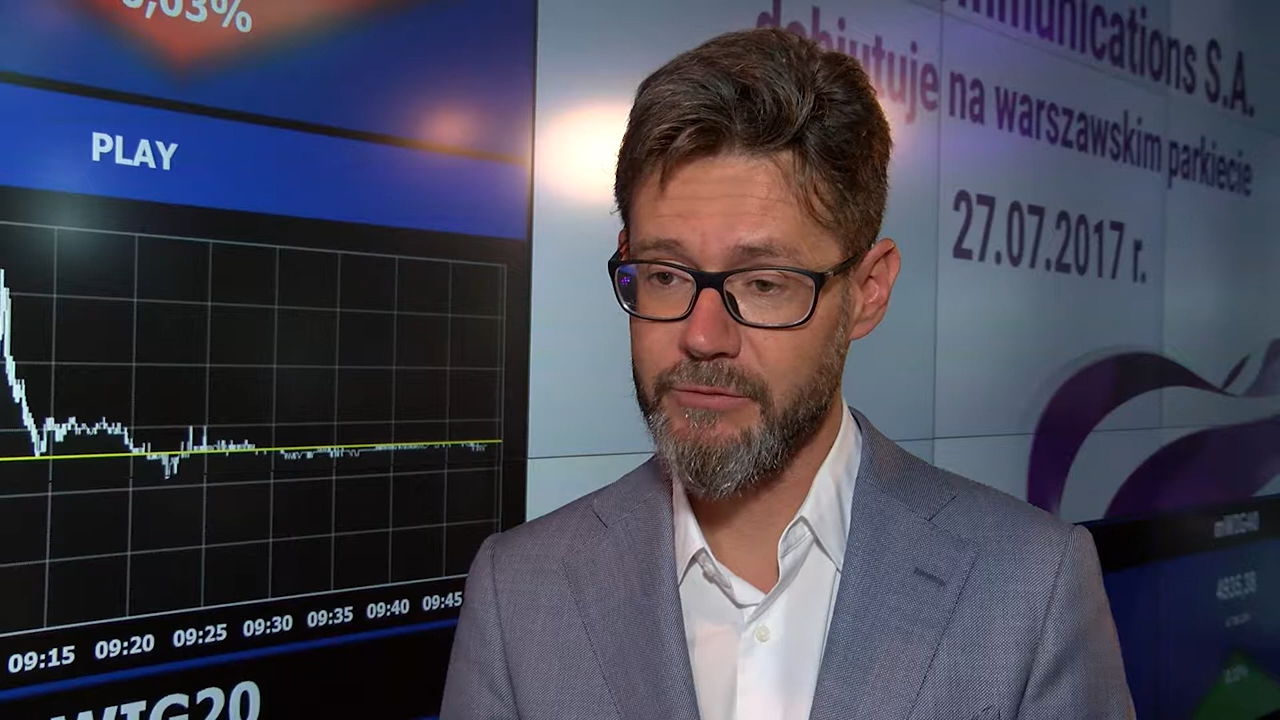 0,03%
PLAY
09:15 09:20 09:25 09:30 09:35 09:40 09:45
WIG20
mmunications S.A.
debiutuje na warszawskim parkiecie
27.07.2017 r.
mWIG40
4935,38